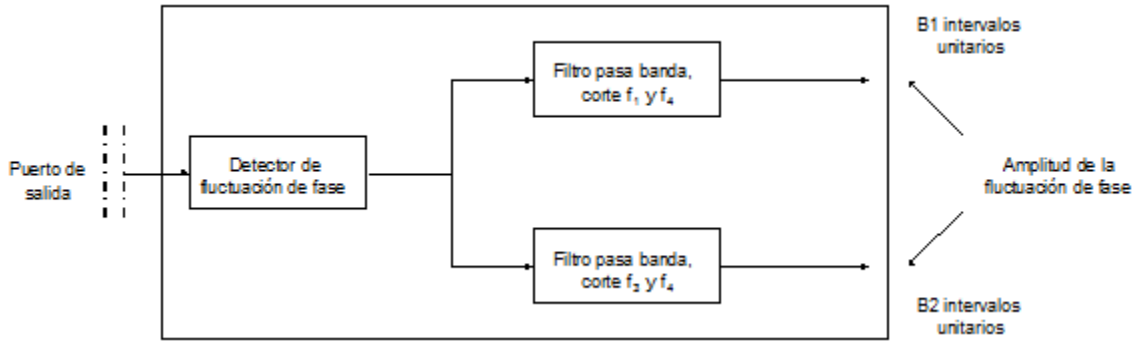 B1 intervalos
unitarios
Filtro pasa banda,
corte f₁ y f₄
Puerto de
salida
Detector de
fluctuación de fase
Amplitud de la
fluctuación de fase
Filtro pasa banda,
corte f₃ y f₄
B2 intervalos
unitarios